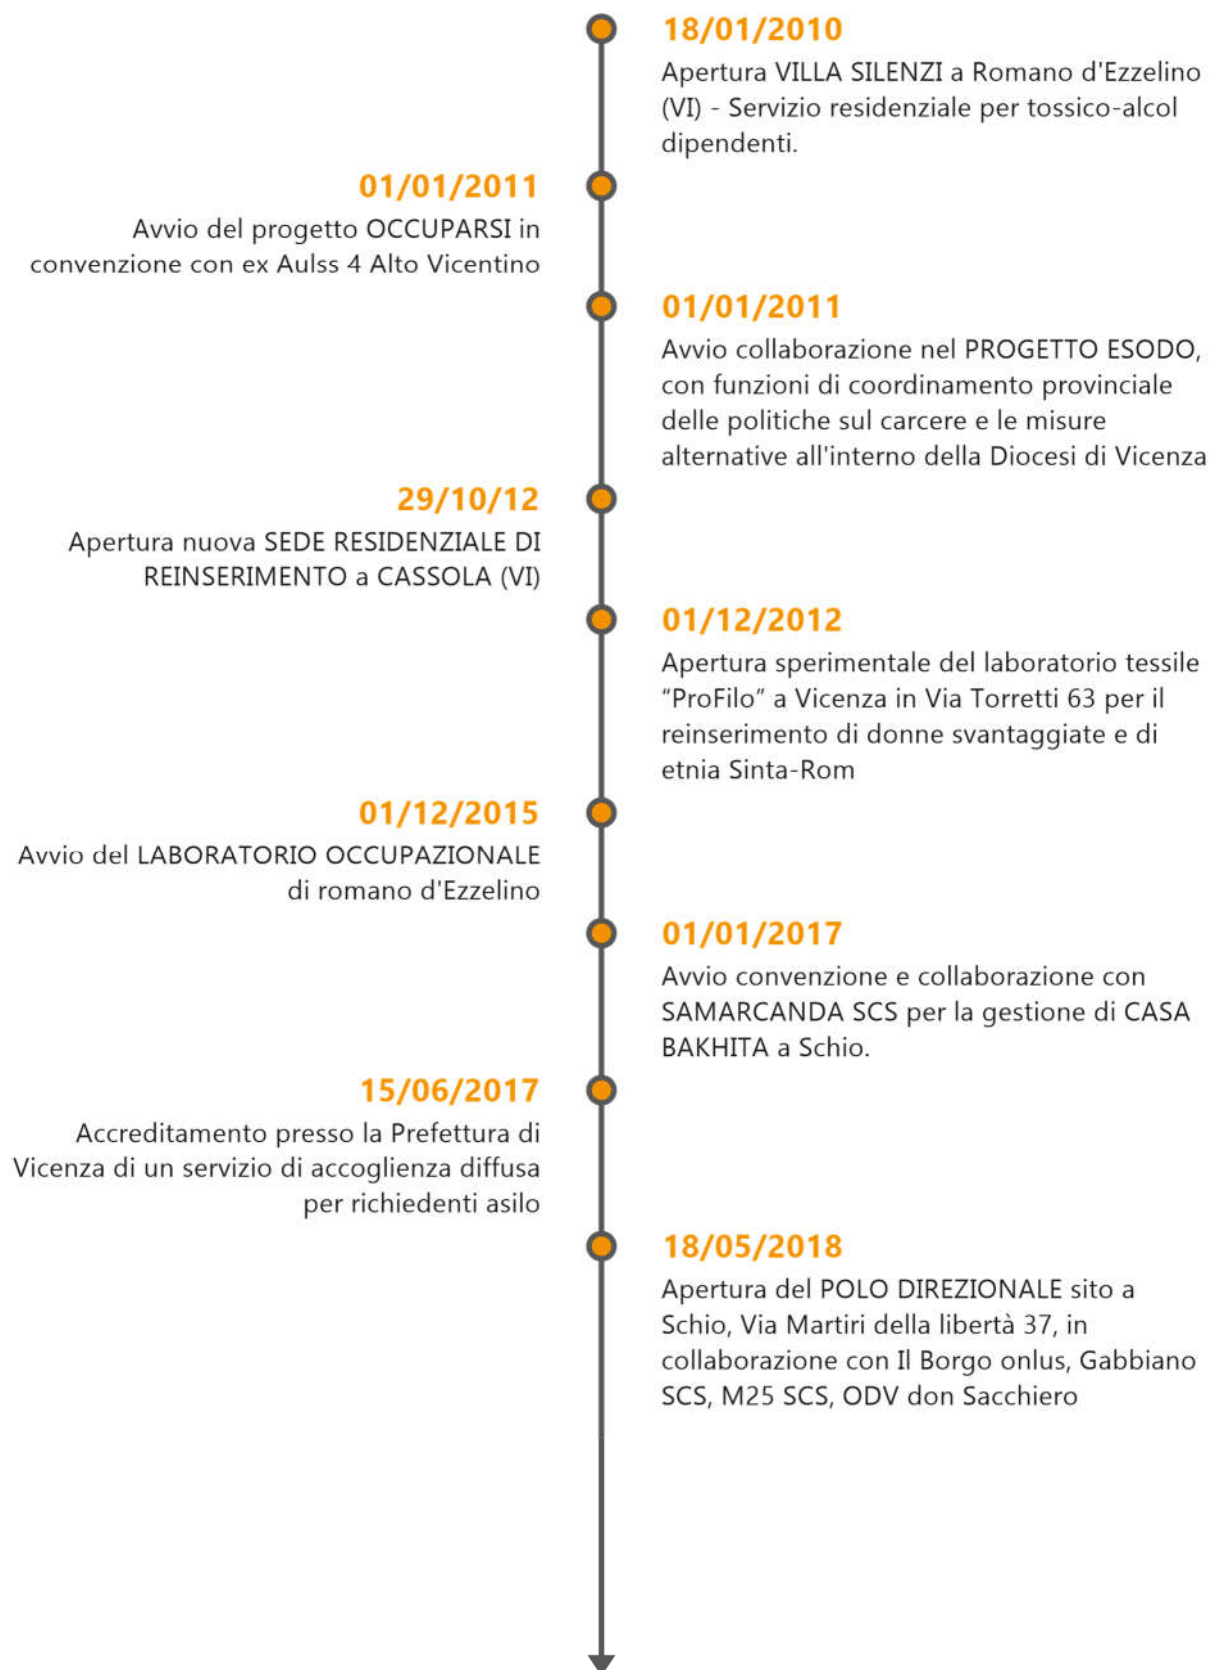 18/01/2010
Apertura VILLA SILENZI a Romano d'Ezzelino
(VI) - Servizio residenziale per tossico-alcol
dipendenti.
01/01/2011
Avvio del progetto OCCUPARSI in
convenzione con ex Aulss 4 Alto Vicentino
01/01/2011
Avvio collaborazione nel PROGETTO ESODO,
con funzioni di coordinamento provinciale
delle politiche sul carcere e le misure
alternative all'interno della Diocesi di Vicenza
29/10/12
Apertura nuova SEDE RESIDENZIALE DI
REINSERIMENTO a CASSOLA (VI)
01/12/2012
Apertura sperimentale del laboratorio tessile
“ProFilo” a Vicenza in Via Torretti 63 per il
reinserimento di donne svantaggiate e di
etnia Sinta-Rom
01/12/2015
Avvio del LABORATORIO OCCUPAZIONALE
di romano d'Ezzelino
01/01/2017
Avvio convenzione e collaborazione con
SAMARCANDA SCS per la gestione di CASA
BAKHITA a Schio.
15/06/2017
Accreditamento presso la Prefettura di
Vicenza di un servizio di accoglienza diffusa
per richiedenti asilo
18/05/2018
Apertura del POLO DIREZIONALE sito a
Schio, Via Martiri della libertà 37, in
collaborazione con Il Borgo onlus, Gabbiano
SCS, M25 SCS, ODV don Sacchiero